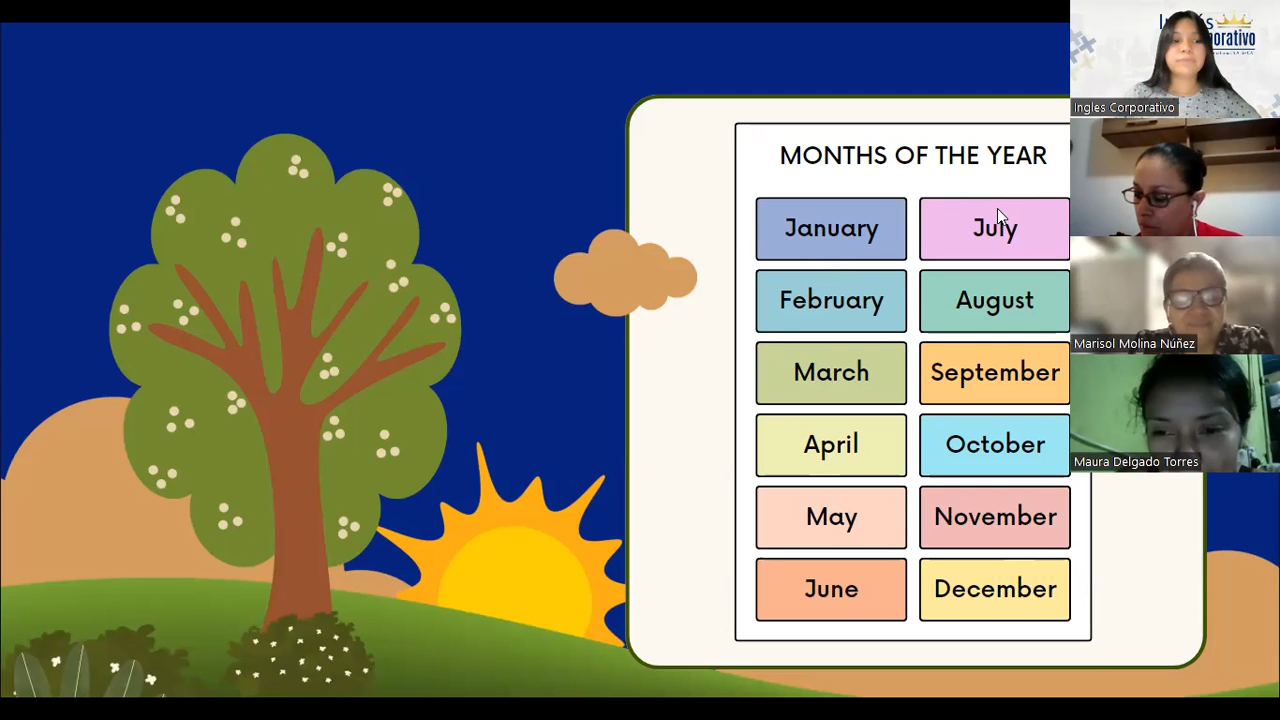 MONTHS OF THE YEAR
January
July
February
August
March
September
April
October
May
November
June
December
Ingles Corporativo
Marisol Molina Núñez
Maura Delgado Torres